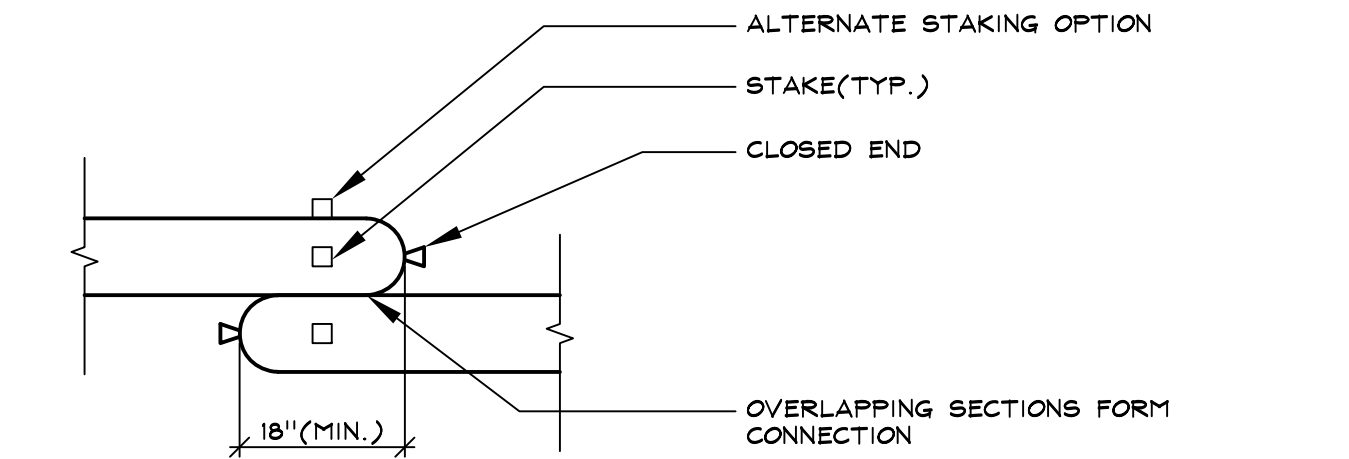 ALTERNATE STAKING OPTION
STAKE(TYP.)
CLOSED END
OVERLAPPING SECTIONS FORM
CONNECTION
18"(MIN.)